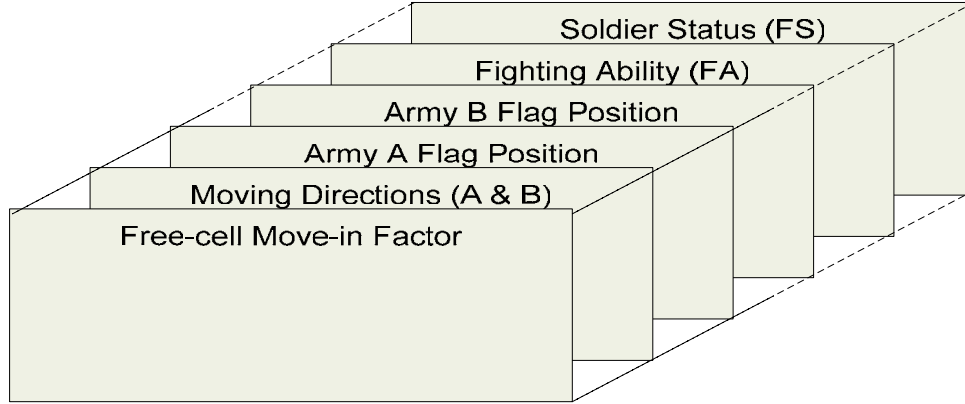 Soldier Status (FS)
Fighting Ability (FA)
Army B Flag Position
Army A Flag Position
Moving Directions (A & B)
Free-cell Move-in Factor